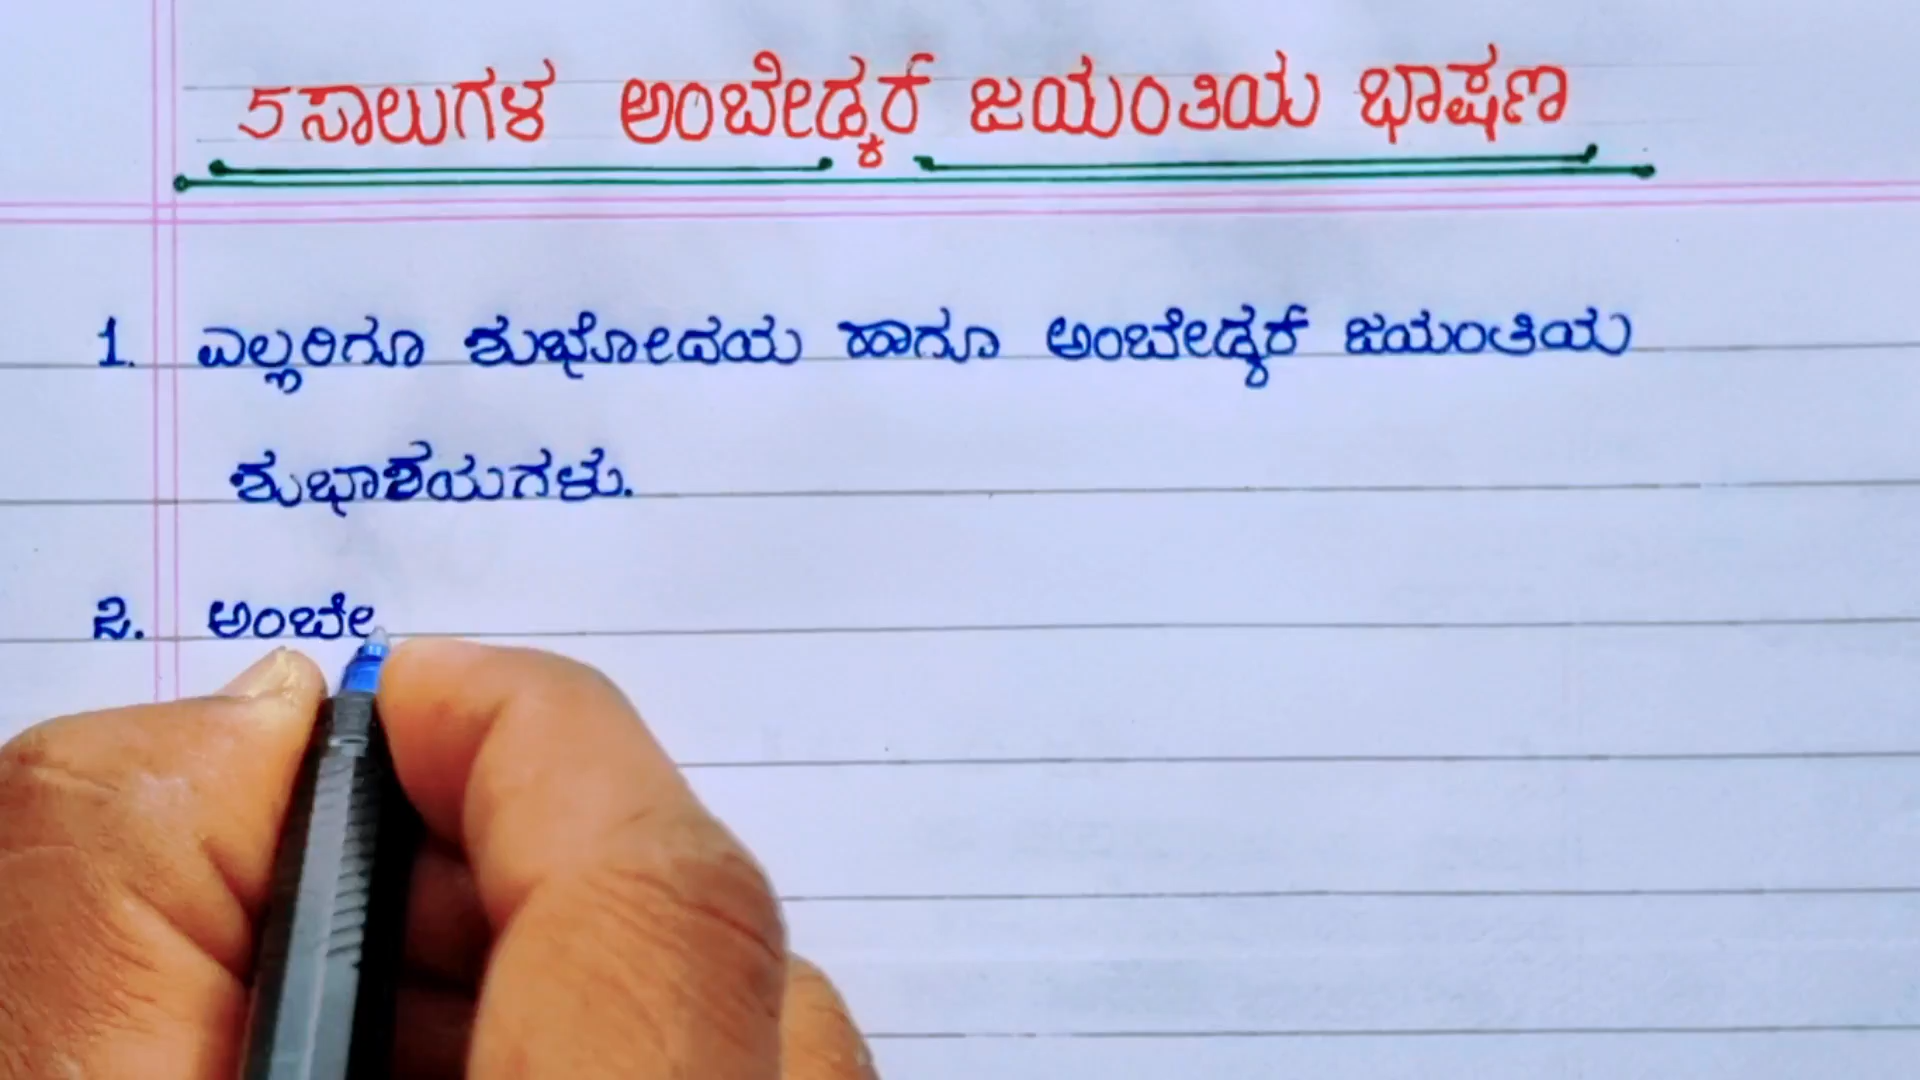 5 ಸಾಲುಗಳ ಅಂಬೇಡ್ಕರ್ ಜಯಂತಿಯ ಭಾಷಣ
1. ಎಲ್ಲರಿಗೂ ಶುಭೋದಯ ಹಾಗೂ ಅಂಬೇಡ್ಕರ್ ಜಯಂತಿಯ
ಶುಭಾಶಯಗಳು.
2. ಅಂಬೇ